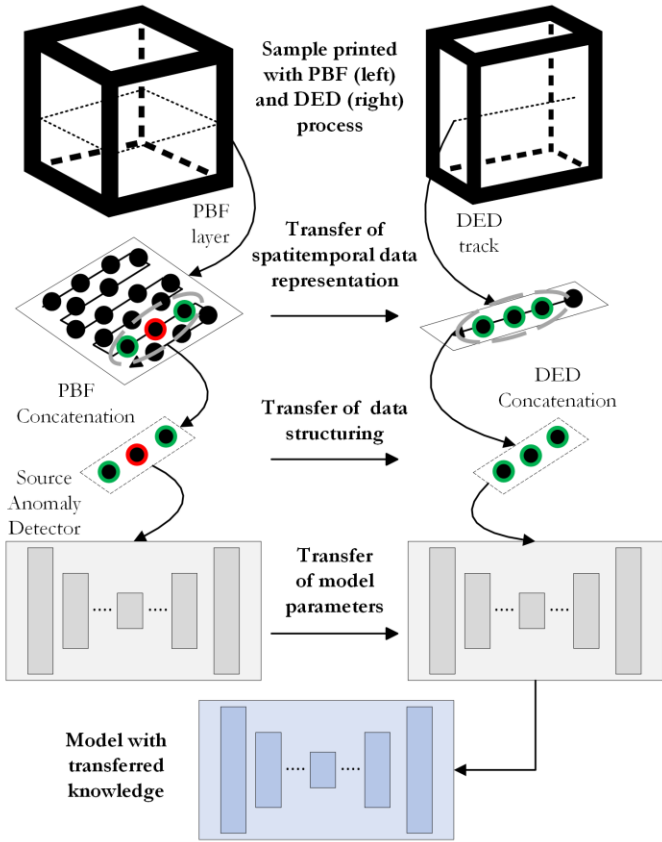 Sample printed
with PBF (left)
and DED (right)
process
PBF
layer
Transfer of
spatitemporal data
representation
DED
track
PBF
Concatenation
Transfer of data
structuring
DED
Concatenation
Source
Anomaly
Detector
Transfer
of model
parameters
Model with
transferred
knowledge